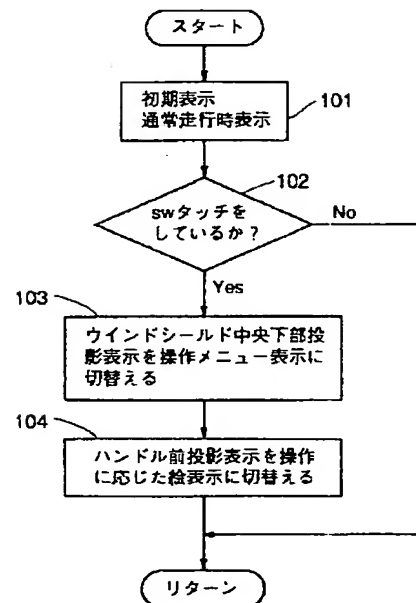 スタート
初期表示
通常走行時表示
101
102
swタッチを
しているか？
No
Yes
103
ウインドシールド中央下部投
影表示を操作メニュー表示に
切替える
104
ハンドル前投影表示を操作
に応じた絵表示に切替える
リターン